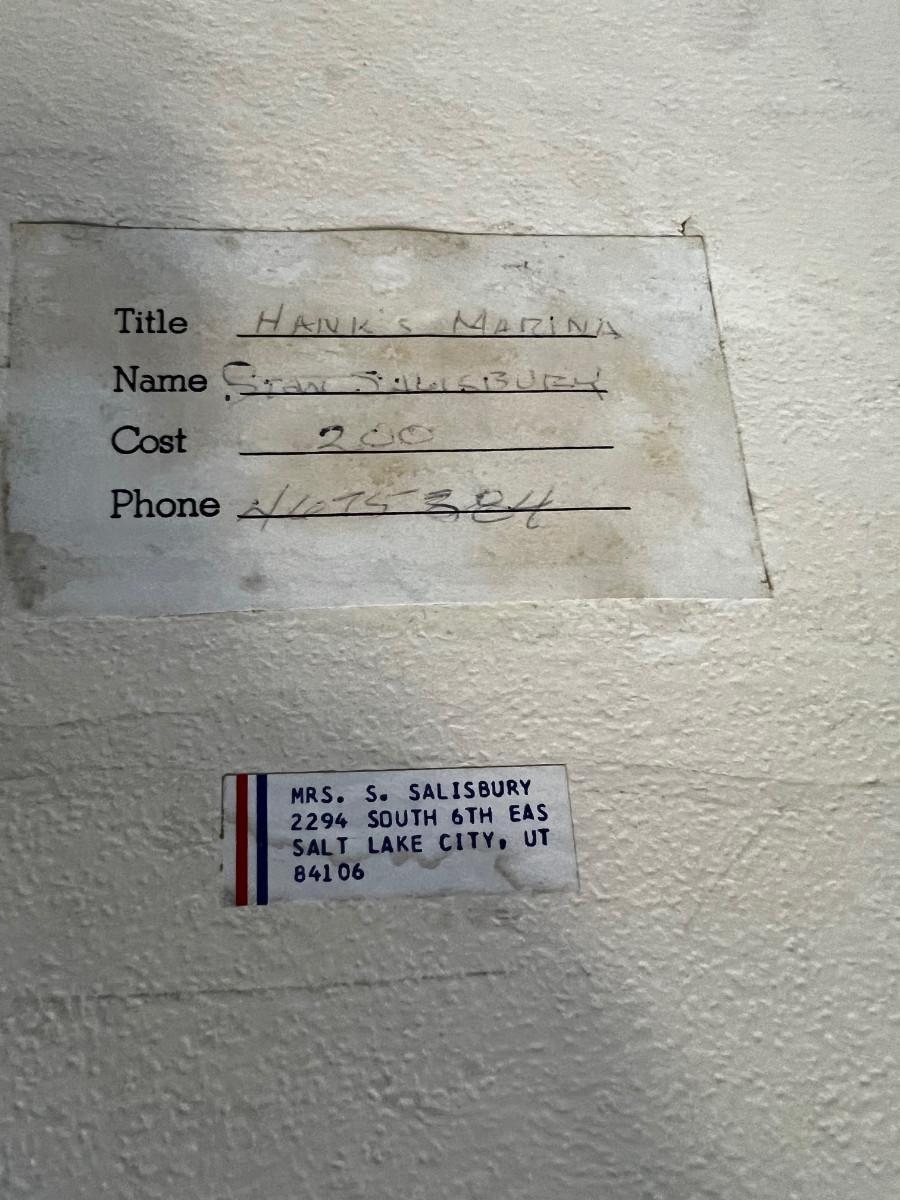 Title HANK'S MARINA
Name STAN SALISBURY
Cost 200
Phone 4675384
MRS. S. SALISBURY
2294 SOUTH 6TH EAS
SALT LAKE CITY, UT
84106